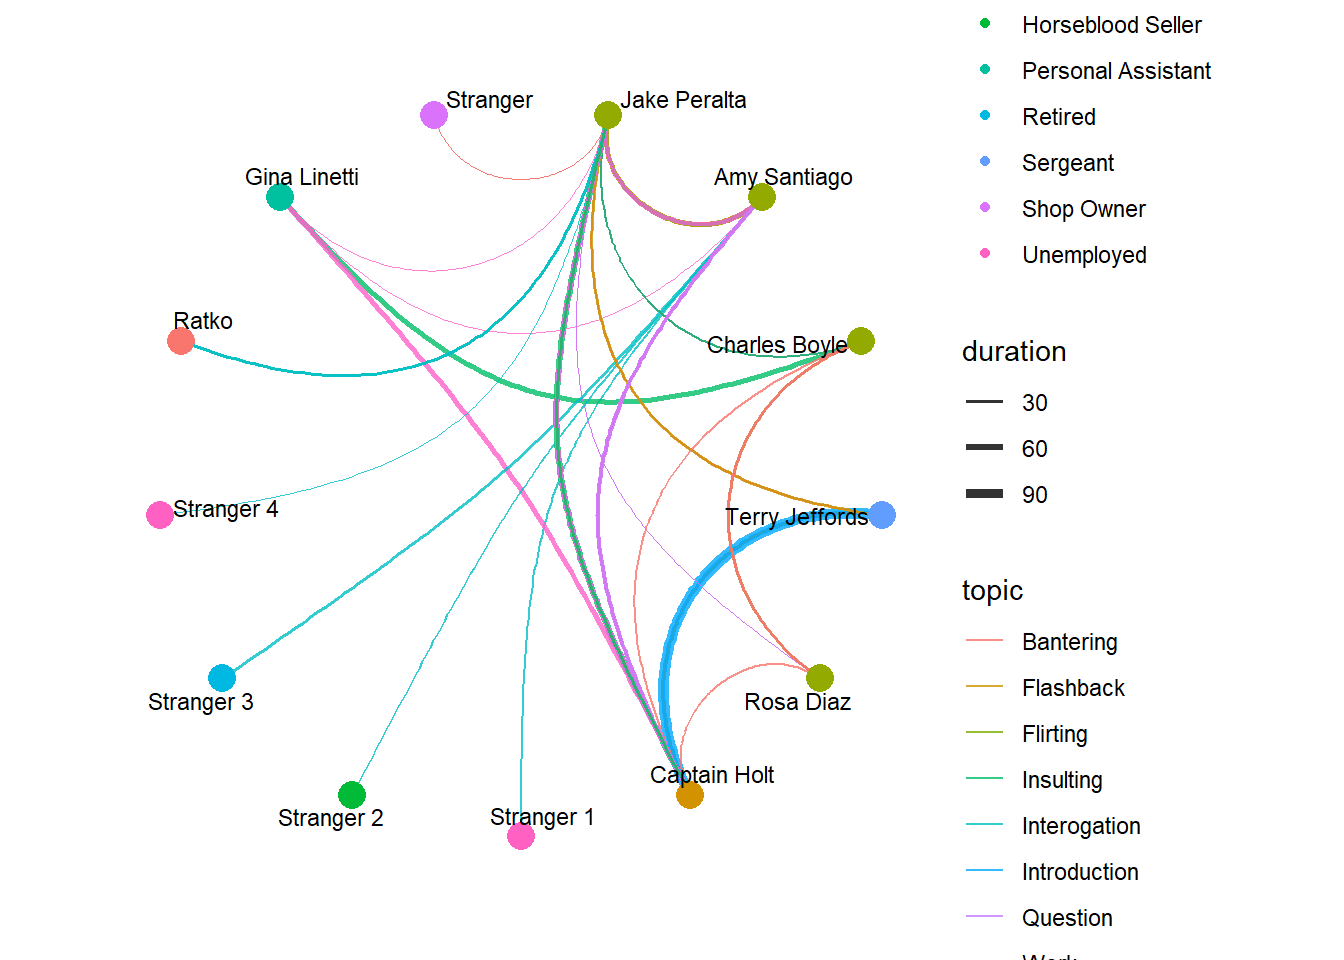 Stranger
Jake Peralta
Gina Linetti
Amy Santiago
Ratko
Charles Boyle
Stranger 4
Terry Jeffords
Stranger 3
Rosa Diaz
Captain Holt
Stranger 2
Stranger 1
Horseblood Seller
Personal Assistant
Retired
Sergeant
Shop Owner
Unemployed
duration
30
60
90
topic
Bantering
Flashback
Flirting
Insulting
Interogation
Introduction
Question